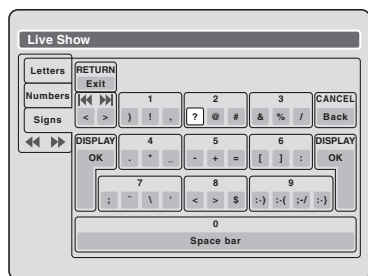 Live Show
Letters
Numbers
Signs
RETURN
Exit
1 2 3 CANCEL
< > ) ! , ? @ # & % / Back
DISPLAY 4 5 6 DISPLAY
OK . * _ - + = [ ] : OK
7 8 9
; ¨ \ ' < > $ :-) :-( ;-/ :-}
0
Space bar